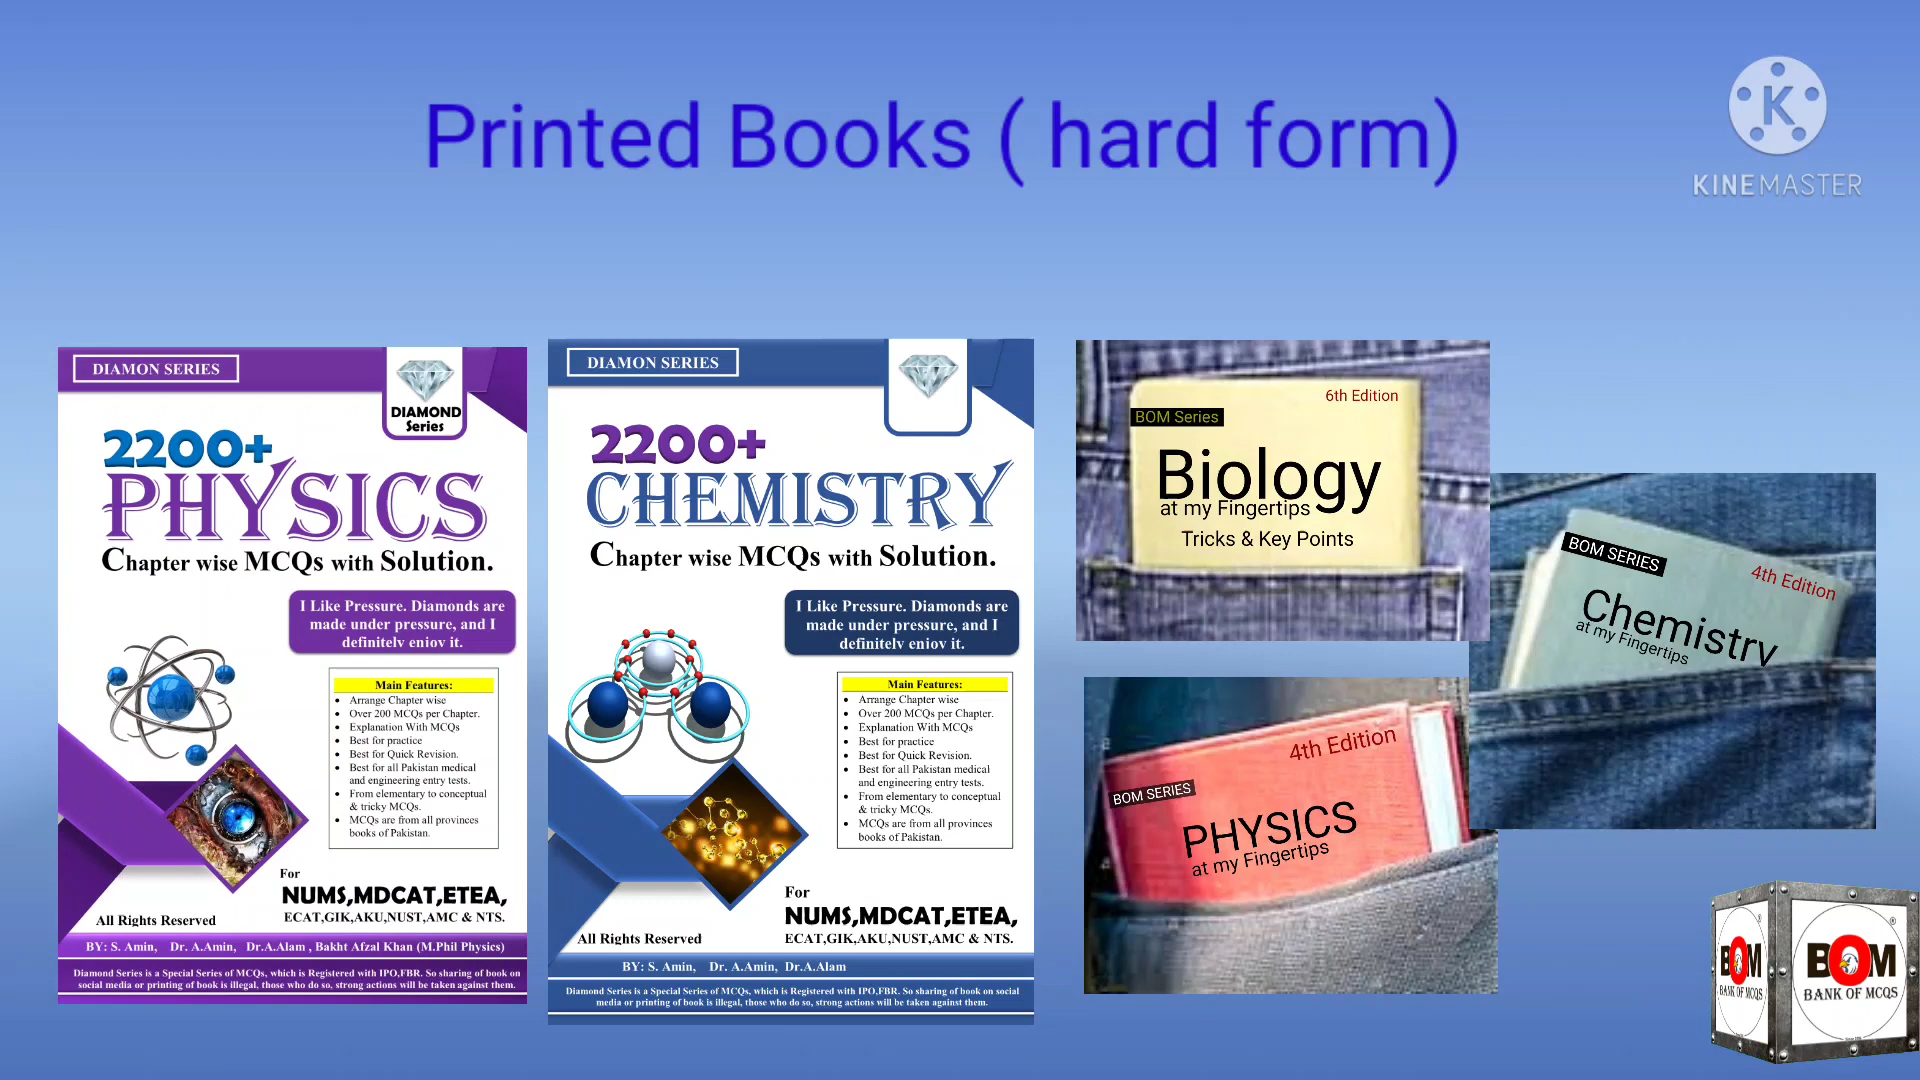 Printed Books ( hard form)
KINEMASTER
DIAMON SERIES
DIAMOND
Series
2200+
PHYSICS
Chapter wise MCQs with Solution.
I Like Pressure. Diamonds are
made under pressure, and I
definitely enjoy it.
Main Features:
Arrange Chapter wise
Over 200 MCQs per Chapter.
Explanation With MCQs
Best for practice
Best for Quick Revision.
Best for all Pakistan medical
and engineering entry tests.
From elementary to conceptual
& tricky MCQs.
MCQs are from all provinces
books of Pakistan.
For
NUMS,MDCAT,ETEA,
ECAT,GIK,AKU,NUST,AMC & NTS.
All Rights Reserved
BY: S. Amin, Dr. A.Amin, Dr.A.Alam , Bakht Afzal Khan (M.Phil Physics)
Diamond Series is a Special Series of MCQs, which is Registered with IPO,FBR. So sharing of book on
social media or printing of book is illegal, those who do so, strong actions will be taken against them.
DIAMON SERIES
2200+
CHEMISTRY
Chapter wise MCQs with Solution.
I Like Pressure. Diamonds are
made under pressure, and I
definitely enjoy it.
Main Features:
Arrange Chapter wise
Over 200 MCQs per Chapter.
Explanation With MCQs
Best for practice
Best for Quick Revision.
Best for all Pakistan medical
and engineering entry tests.
From elementary to conceptual
& tricky MCQs.
MCQs are from all provinces
books of Pakistan.
For
NUMS,MDCAT,ETEA,
ECAT,GIK,AKU,NUST,AMC & NTS.
All Rights Reserved
BY: S. Amin, Dr. A.Amin, Dr.A.Alam
Diamond Series is a Special Series of MCQs, which is Registered with IPO,FBR. So sharing of book on social
media or printing of book is illegal, those who do so, strong actions will be taken against them.
6th Edition
BOM Series
Biology
at my Fingertips
Tricks & Key Points
BOM SERIES
4th Edition
Chemistry
at my Fingertips
4th Edition
BOM SERIES
PHYSICS
at my Fingertips
BOM
BANK OF MCQS
BOM
BANK OF MCQS